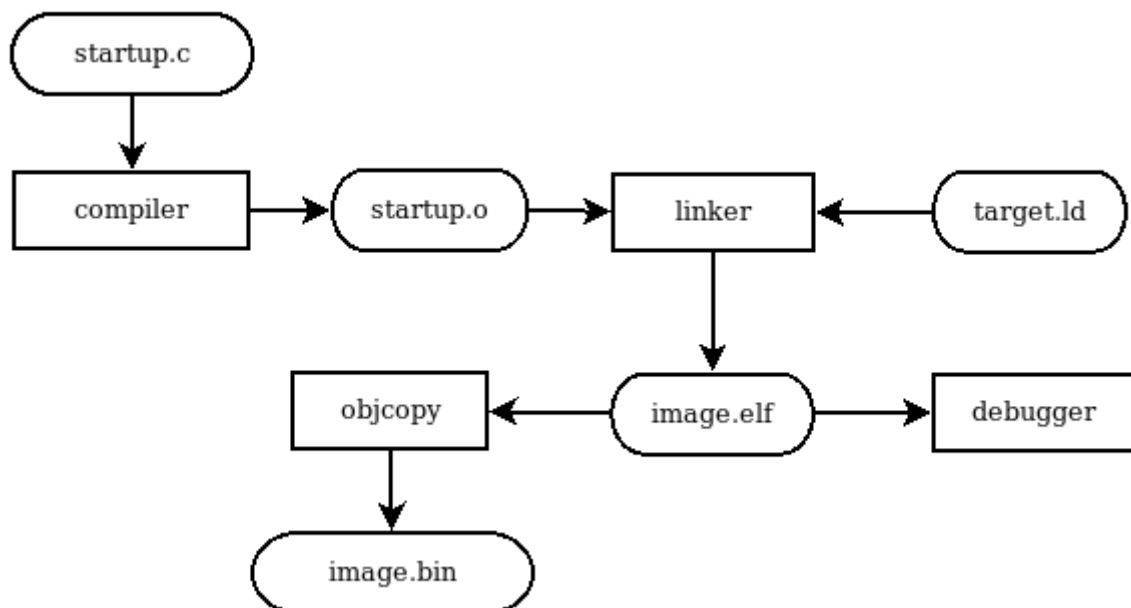 startup.c
compiler
startup.o
linker
target.ld
objcopy
image.elf
debugger
image.bin